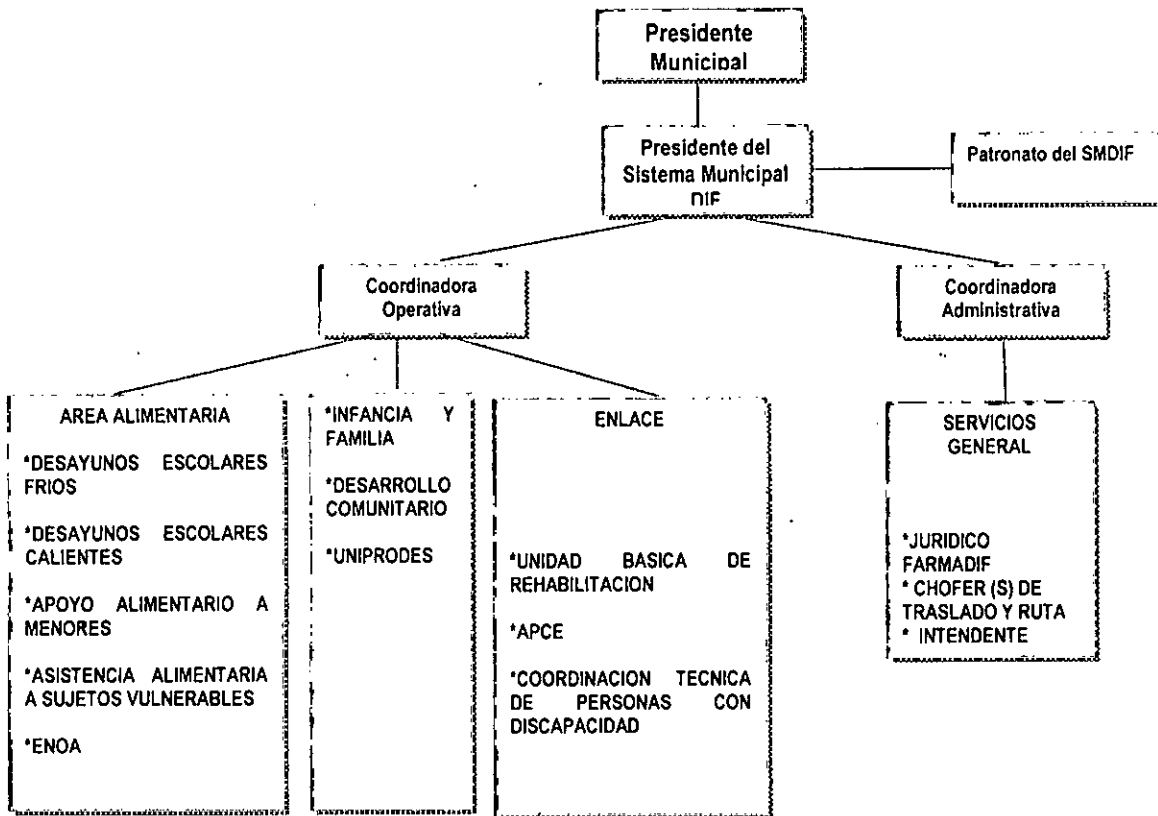 Presidente
Municipal
Presidente del
Sistema Municipal
DIF
Patronato del SMDIF
Coordinadora
Operativa
Coordinadora
Administrativa
AREA ALIMENTARIA
*DESAYUNOS ESCOLARES
FRIOS
*DESAYUNOS ESCOLARES
CALIENTES
*APOYO ALIMENTARIO A
MENORES
*ASISTENCIA ALIMENTARIA
A SUJETOS VULNERABLES
*ENOA
*INFANCIA Y
FAMILIA
*DESARROLLO
COMUNITARIO
*UNIPRODES
ENLACE
*UNIDAD BASICA DE
REHABILITACION
*APCE
*COORDINACION TECNICA
DE PERSONAS CON
DISCAPACIDAD
SERVICIOS
GENERAL
*JURIDICO
FARMADIF
* CHOFER (S) DE
TRASLADO Y RUTA
* INTENDENTE